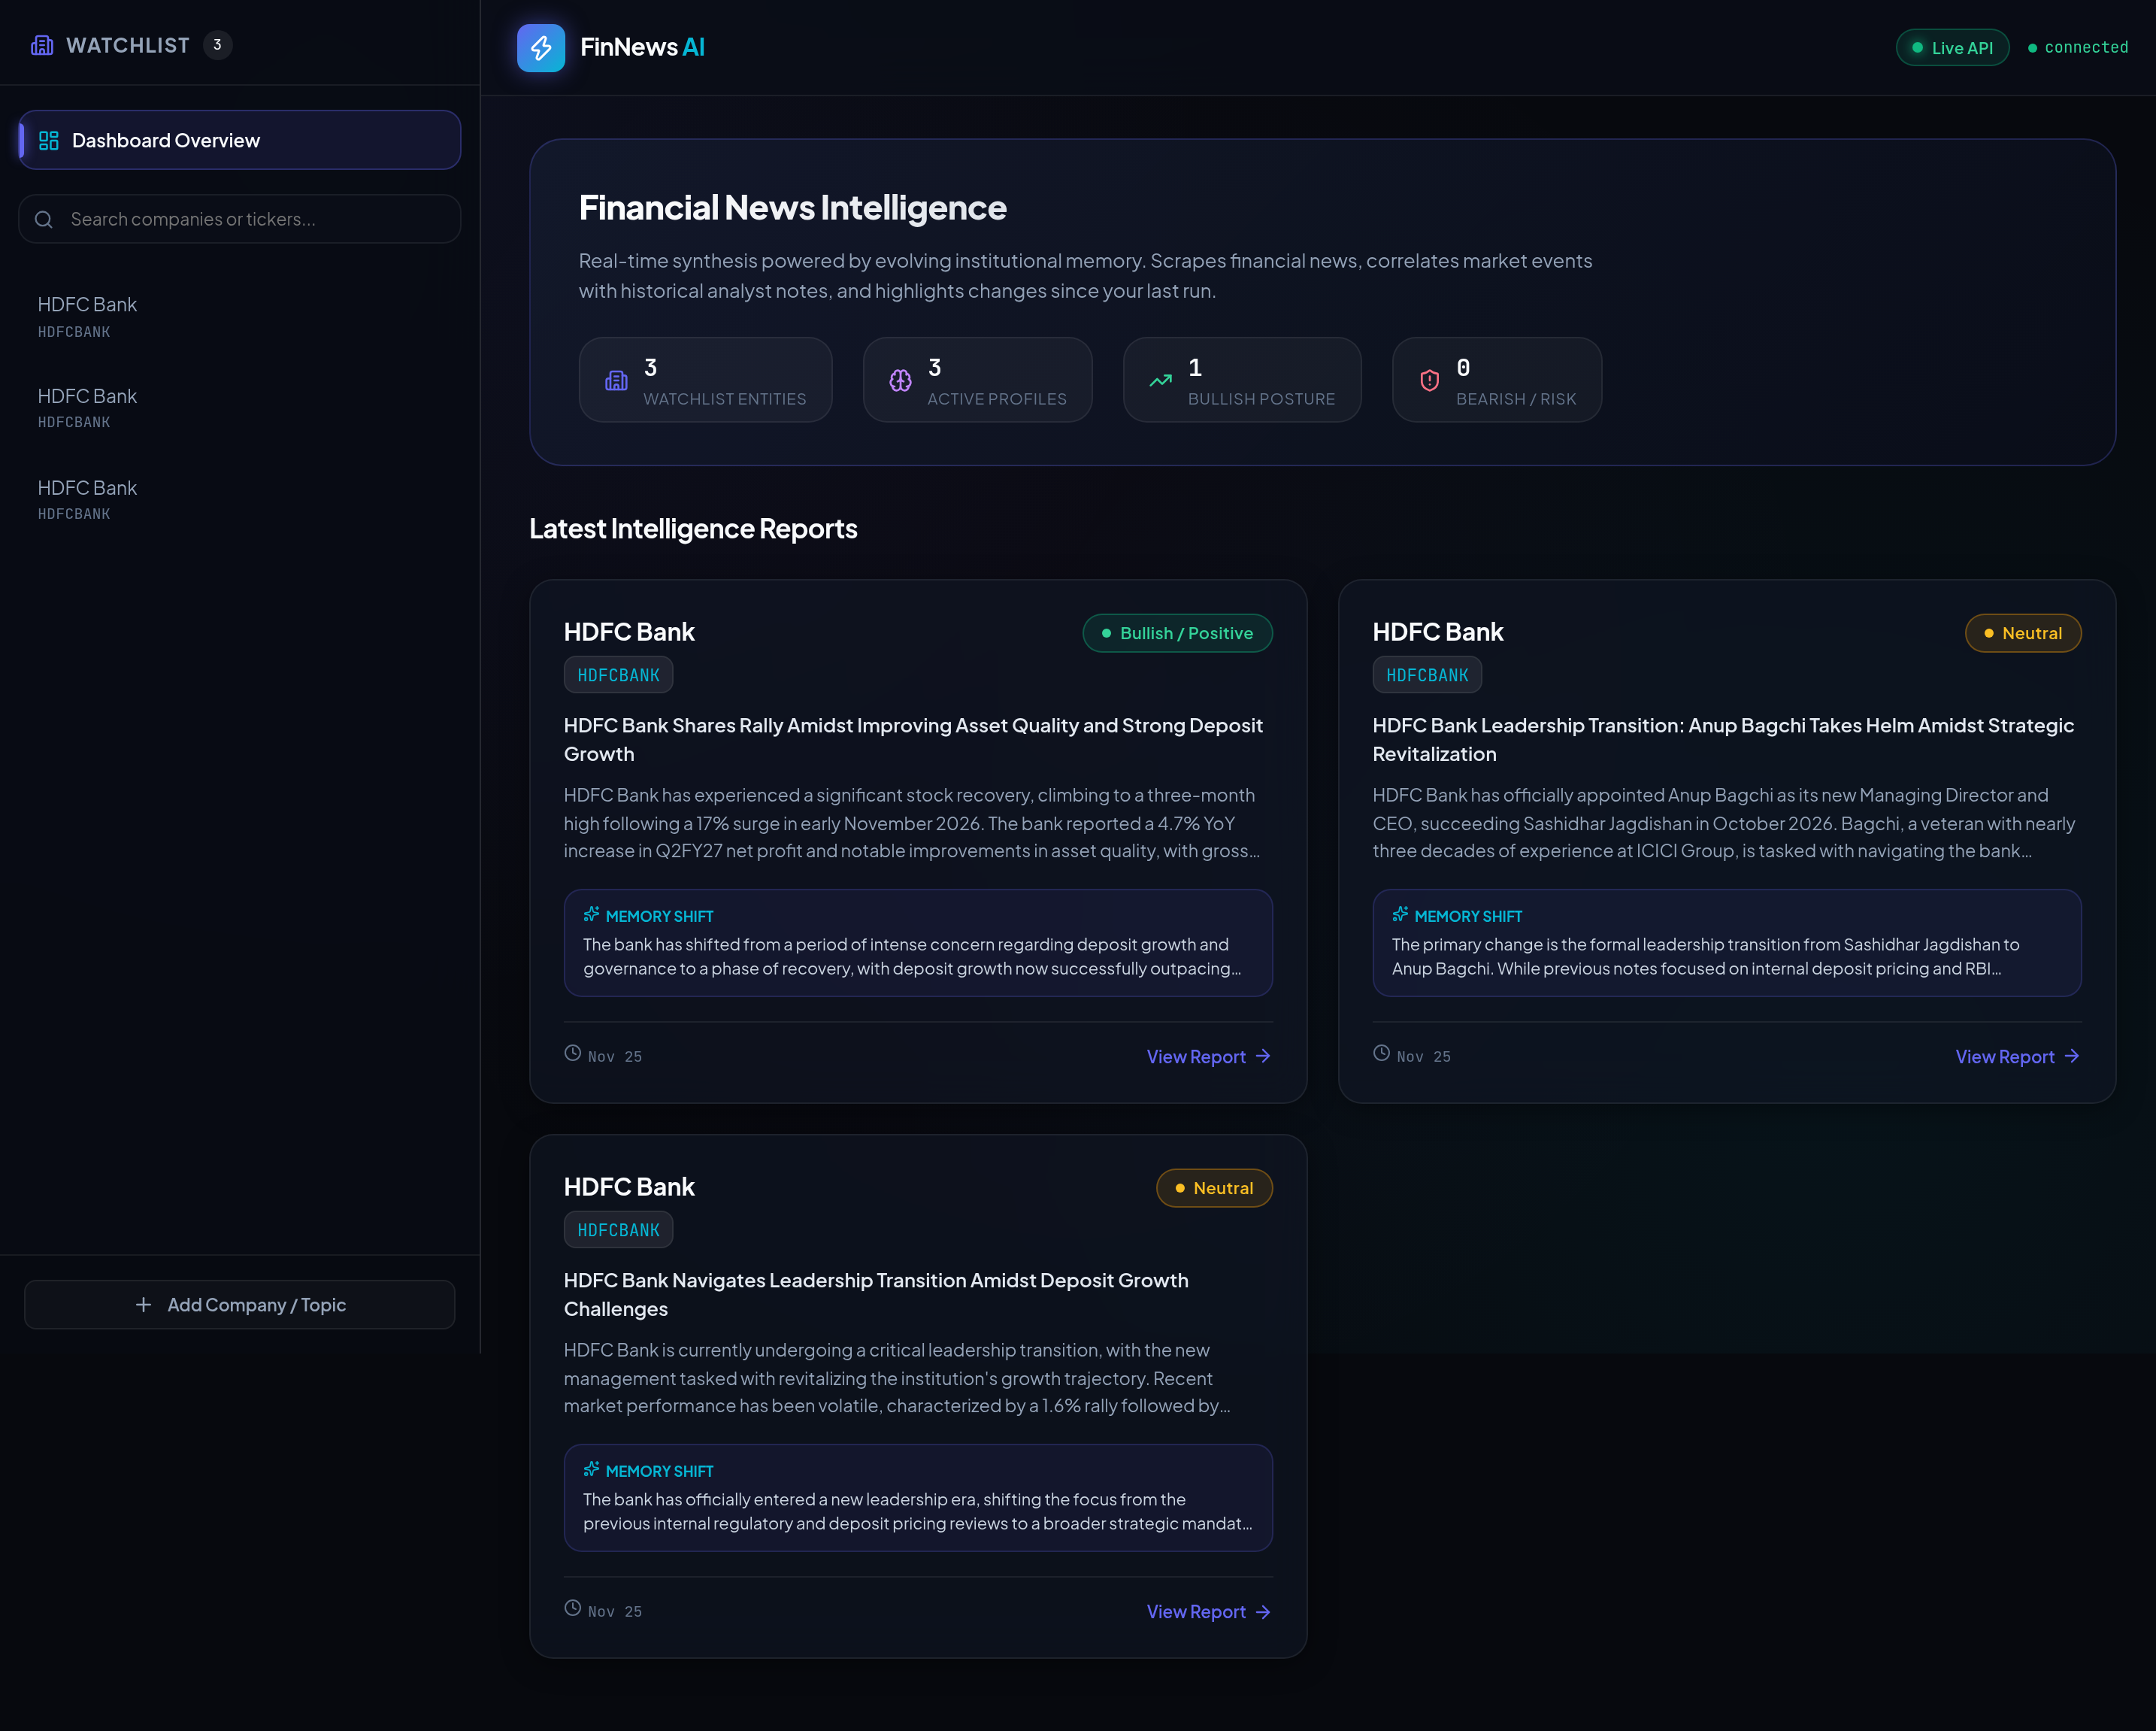 WATCHLIST 3
Dashboard Overview
Search companies or tickers...
HDFC Bank
HDFCBANK
HDFC Bank
HDFCBANK
HDFC Bank
HDFCBANK
Add Company / Topic
FinNews AI
Live API
connected
Financial News Intelligence
Real-time synthesis powered by evolving institutional memory. Scrapes financial news, correlates market events
with historical analyst notes, and highlights changes since your last run.
3
WATCHLIST ENTITIES
3
ACTIVE PROFILES
1
BULLISH POSTURE
0
BEARISH / RISK
Latest Intelligence Reports
HDFC Bank
Bullish / Positive
HDFCBANK
HDFC Bank Shares Rally Amidst Improving Asset Quality and Strong Deposit
Growth
HDFC Bank has experienced a significant stock recovery, climbing to a three-month
high following a 17% surge in early November 2026. The bank reported a 4.7% YoY
increase in Q2FY27 net profit and notable improvements in asset quality, with gross...
MEMORY SHIFT
The bank has shifted from a period of intense concern regarding deposit growth and
governance to a phase of recovery, with deposit growth now successfully outpacing...
Nov 25
View Report
HDFC Bank
Neutral
HDFCBANK
HDFC Bank Leadership Transition: Anup Bagchi Takes Helm Amidst Strategic
Revitalization
HDFC Bank has officially appointed Anup Bagchi as its new Managing Director and
CEO, succeeding Sashidhar Jagdishan in October 2026. Bagchi, a veteran with nearly
three decades of experience at ICICI Group, is tasked with navigating the bank...
MEMORY SHIFT
The primary change is the formal leadership transition from Sashidhar Jagdishan to
Anup Bagchi. While previous notes focused on internal deposit pricing and RBI...
Nov 25
View Report
HDFC Bank
Neutral
HDFCBANK
HDFC Bank Navigates Leadership Transition Amidst Deposit Growth
Challenges
HDFC Bank is currently undergoing a critical leadership transition, with the new
management tasked with revitalizing the institution's growth trajectory. Recent
market performance has been volatile, characterized by a 1.6% rally followed by...
MEMORY SHIFT
The bank has officially entered a new leadership era, shifting the focus from the
previous internal regulatory and deposit pricing reviews to a broader strategic mandat...
Nov 25
View Report